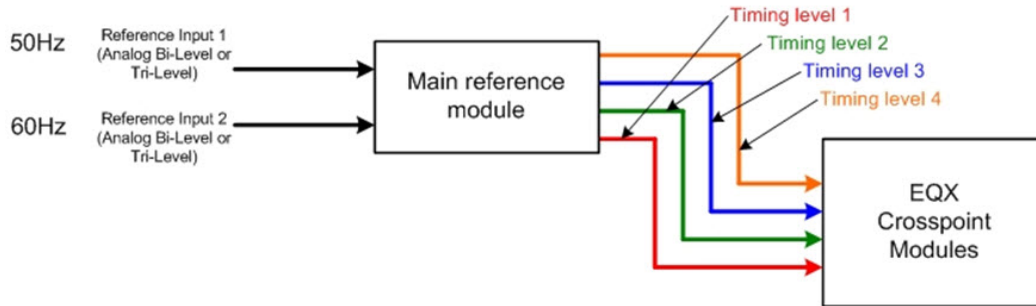 50Hz
Reference Input 1
(Analog Bi-Level or
Tri-Level)
60Hz
Reference Input 2
(Analog Bi-Level or
Tri-Level)
Main reference
module
Timing level 1
Timing level 2
Timing level 3
Timing level 4
EQX
Crosspoint
Modules